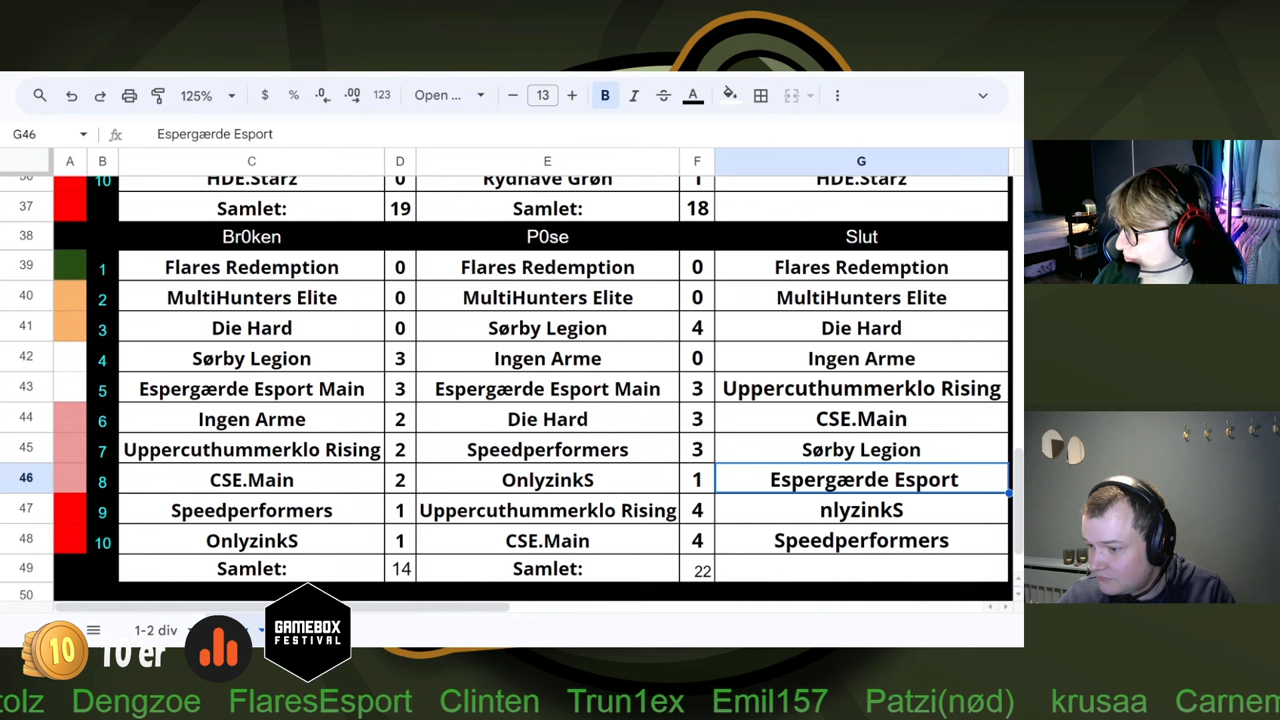 125%
$
%
.0
.00
123
Open ...
13
B
I
S
A
G46
fx
Espergærde Esport
A B C D E F G
36 10 HDE.Starz 0 Rydhave Grøn 1 HDE.Starz
37 Samlet: 19 Samlet: 18
38 Br0ken P0se Slut
39 1 Flares Redemption 0 Flares Redemption 0 Flares Redemption
40 2 MultiHunters Elite 0 MultiHunters Elite 0 MultiHunters Elite
41 3 Die Hard 0 Sørby Legion 4 Die Hard
42 4 Sørby Legion 3 Ingen Arme 0 Ingen Arme
43 5 Espergærde Esport Main 3 Espergærde Esport Main 3 Uppercuthummerklo Rising
44 6 Ingen Arme 2 Die Hard 3 CSE.Main
45 7 Uppercuthummerklo Rising 2 Speedperformers 3 Sørby Legion
46 8 CSE.Main 2 OnlyzinkS 1 Espergærde Esport
47 9 Speedperformers 1 Uppercuthummerklo Rising 4 nlyzinkS
48 10 OnlyzinkS 1 CSE.Main 4 Speedperformers
49 Samlet: 14 Samlet: 22
50
1-2 div
10 10'er
GAMEBOX
FESTIVAL
tolz Dengzoe FlaresEsport Clinten Trun1ex Emil157 Patzi(nød) krusaa Carnem